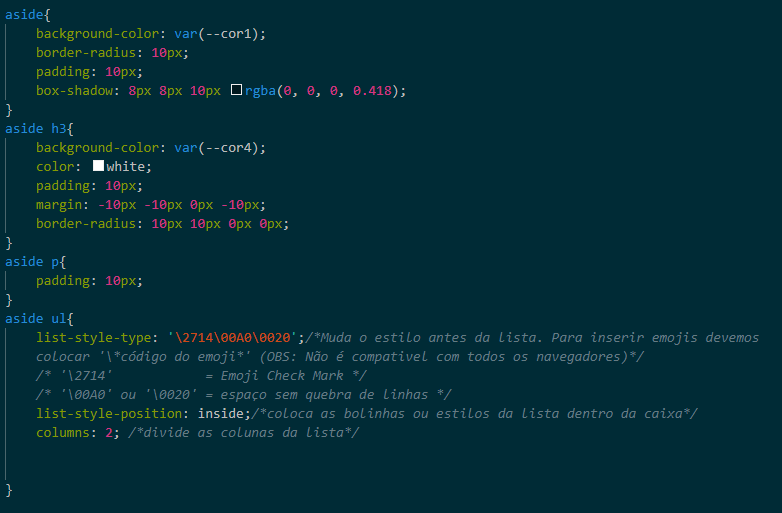 aside{
    background-color: var(--cor1);
    border-radius: 10px;
    padding: 10px;
    box-shadow: 8px 8px 10px rgba(0, 0, 0, 0.418);
}
aside h3{
    background-color: var(--cor4);
    color: white;
    padding: 10px;
    margin: -10px -10px 0px -10px;
    border-radius: 10px 10px 0px 0px;
}
aside p{
    padding: 10px;
}
aside ul{
    list-style-type: '\2714\00A0\0020';/*Muda o estilo antes da lista. Para inserir emojis devemos
    colocar '\*código do emoji*' (OBS: Não é compativel com todos os navegadores)*/
    /* '\2714'            = Emoji Check Mark */
    /* '\00A0' ou '\0020' = espaço sem quebra de linhas */
    list-style-position: inside;/*coloca as bolinhas ou estilos da lista dentro da caixa*/
    columns: 2; /*divide as colunas da lista*/
}